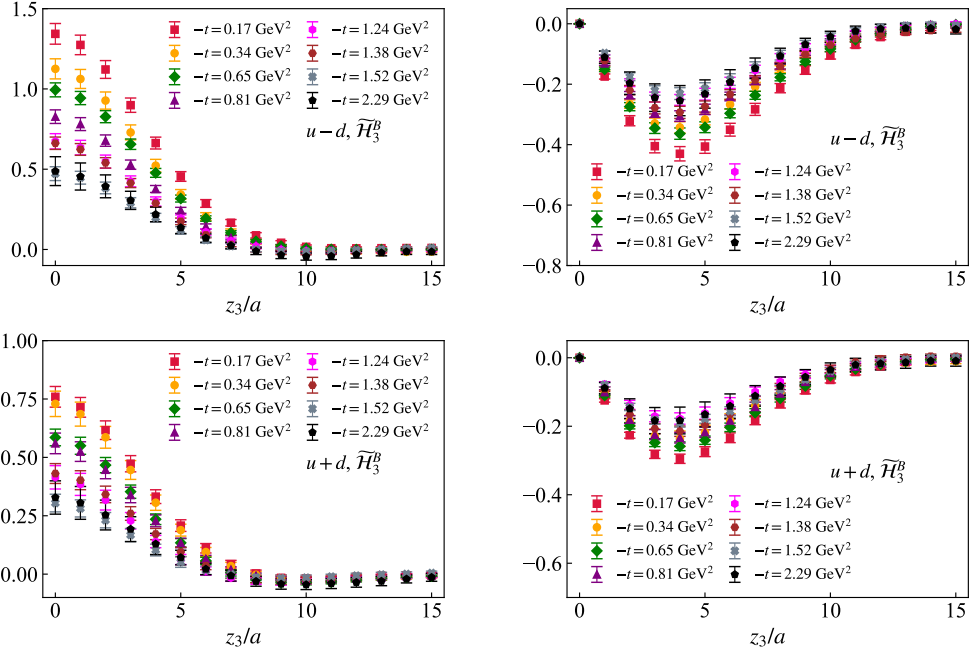 1.5
1.0
0.5
0.0
−t = 0.17 GeV²
−t = 0.34 GeV²
−t = 0.65 GeV²
−t = 0.81 GeV²
−t = 1.24 GeV²
−t = 1.38 GeV²
−t = 1.52 GeV²
−t = 2.29 GeV²
u − d, H̃₃ᴮ
0 5 10 15
z₃/a
−0.0
−0.2
−0.4
−0.6
−0.8
u − d, H̃₃ᴮ
−t = 0.17 GeV²
−t = 0.34 GeV²
−t = 0.65 GeV²
−t = 0.81 GeV²
−t = 1.24 GeV²
−t = 1.38 GeV²
−t = 1.52 GeV²
−t = 2.29 GeV²
0 5 10 15
z₃/a
1.00
0.75
0.50
0.25
0.00
−t = 0.17 GeV²
−t = 0.34 GeV²
−t = 0.65 GeV²
−t = 0.81 GeV²
−t = 1.24 GeV²
−t = 1.38 GeV²
−t = 1.52 GeV²
−t = 2.29 GeV²
u + d, H̃₃ᴮ
0 5 10 15
z₃/a
−0.0
−0.2
−0.4
−0.6
u + d, H̃₃ᴮ
−t = 0.17 GeV²
−t = 0.34 GeV²
−t = 0.65 GeV²
−t = 0.81 GeV²
−t = 1.24 GeV²
−t = 1.38 GeV²
−t = 1.52 GeV²
−t = 2.29 GeV²
0 5 10 15
z₃/a